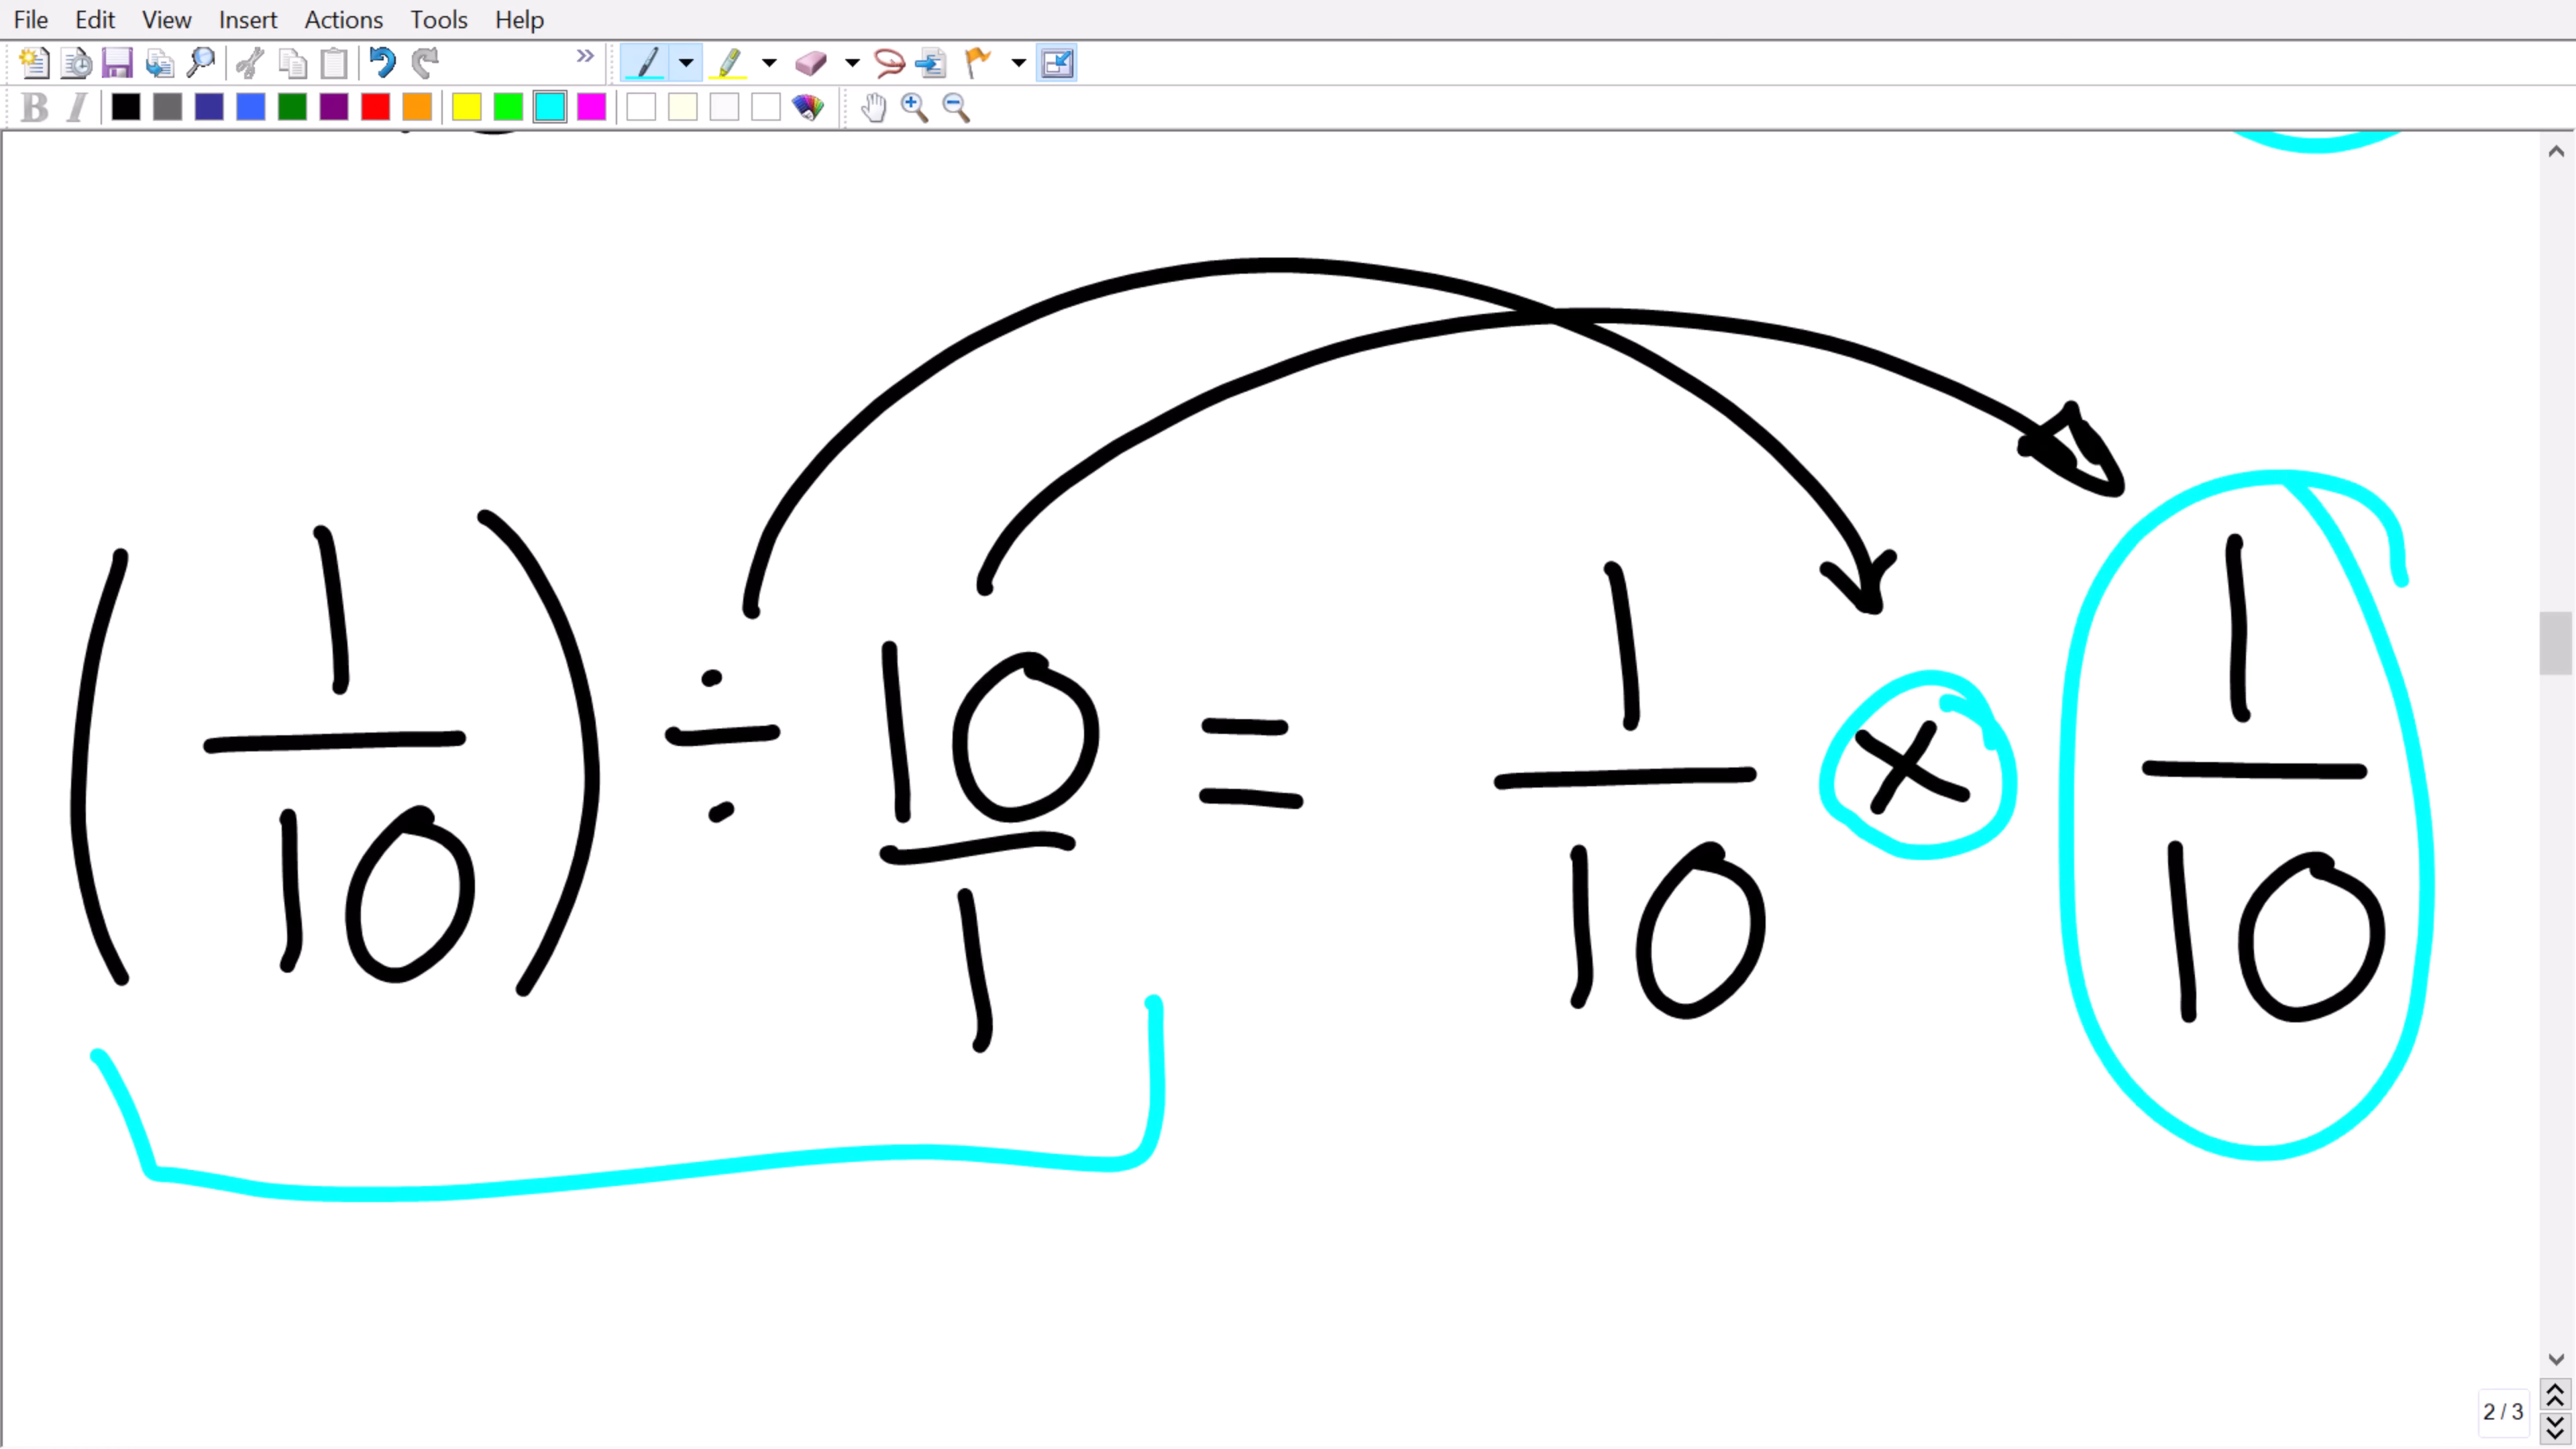 File Edit View Insert Actions Tools Help
B I
(1/10) ÷ 10/1 = 1/10 × 1/10
2 / 3